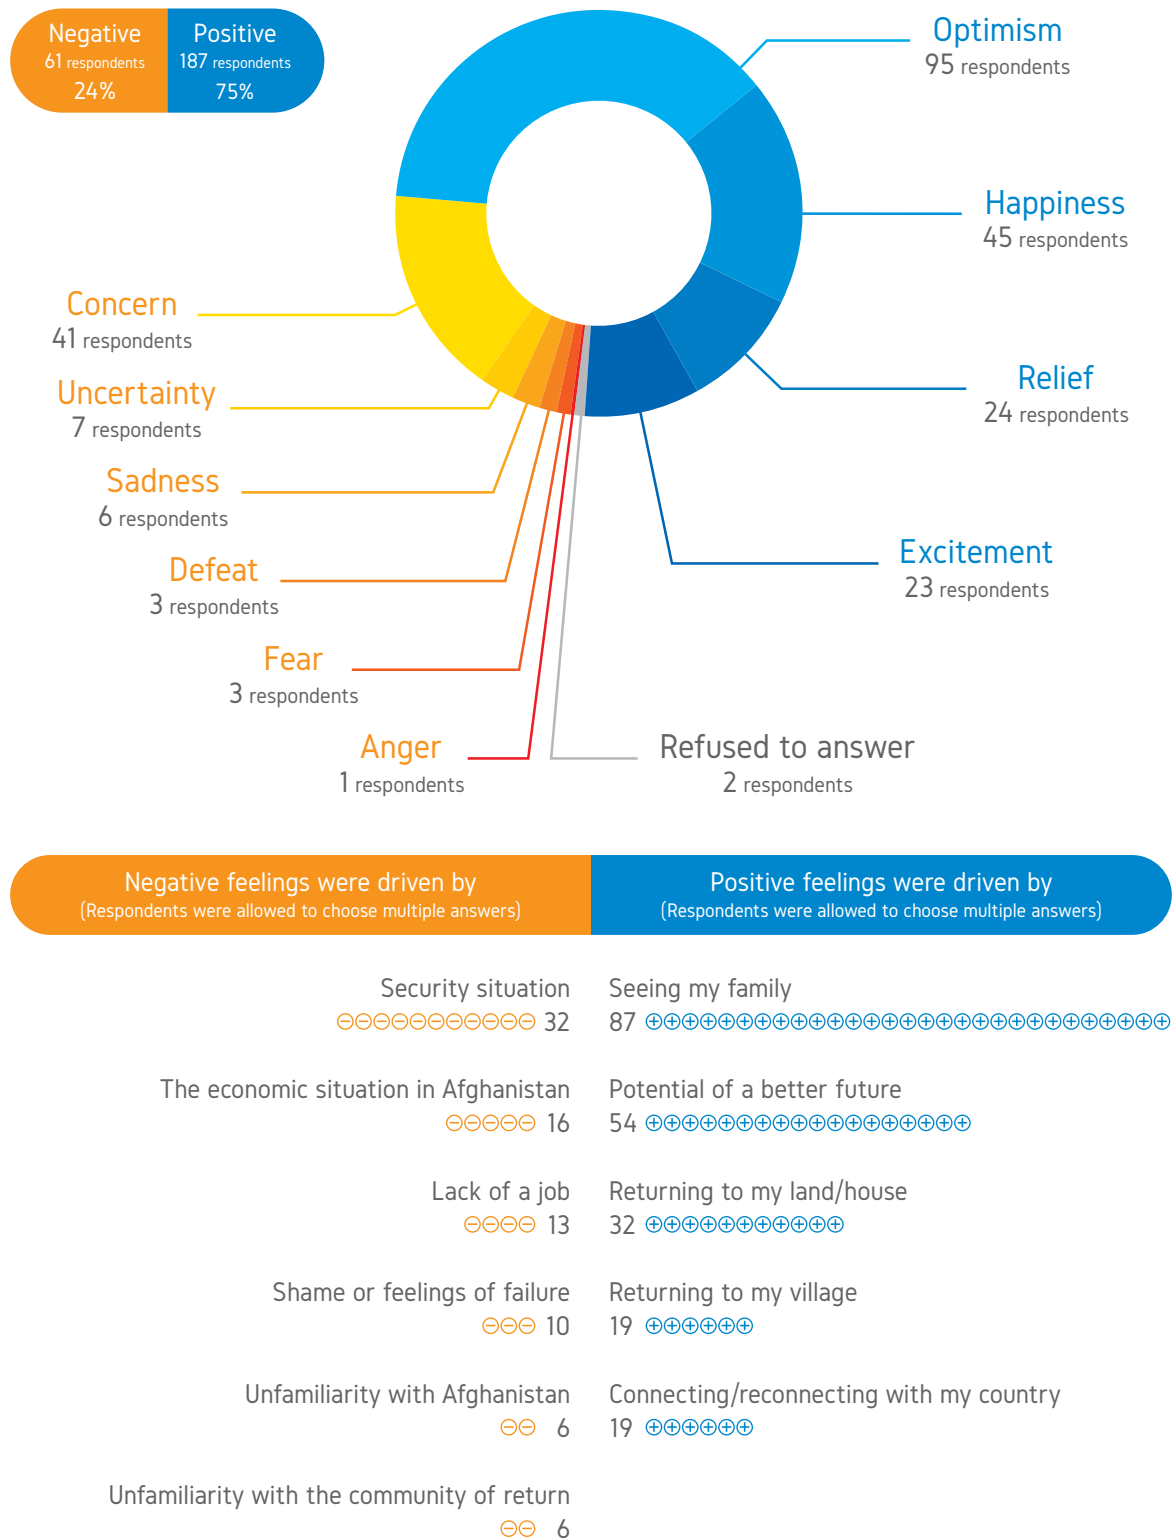 Negative
61 respondents
24%
Positive
187 respondents
75%
Optimism
95 respondents
Happiness
45 respondents
Relief
24 respondents
Excitement
23 respondents
Concern
41 respondents
Uncertainty
7 respondents
Sadness
6 respondents
Defeat
3 respondents
Fear
3 respondents
Anger
1 respondents
Refused to answer
2 respondents
Negative feelings were driven by
(Respondents were allowed to choose multiple answers)
Security situation
32
The economic situation in Afghanistan
16
Lack of a job
13
Shame or feelings of failure
10
Unfamiliarity with Afghanistan
6
Unfamiliarity with the community of return
6
Positive feelings were driven by
(Respondents were allowed to choose multiple answers)
Seeing my family
87
Potential of a better future
54
Returning to my land/house
32
Returning to my village
19
Connecting/reconnecting with my country
19